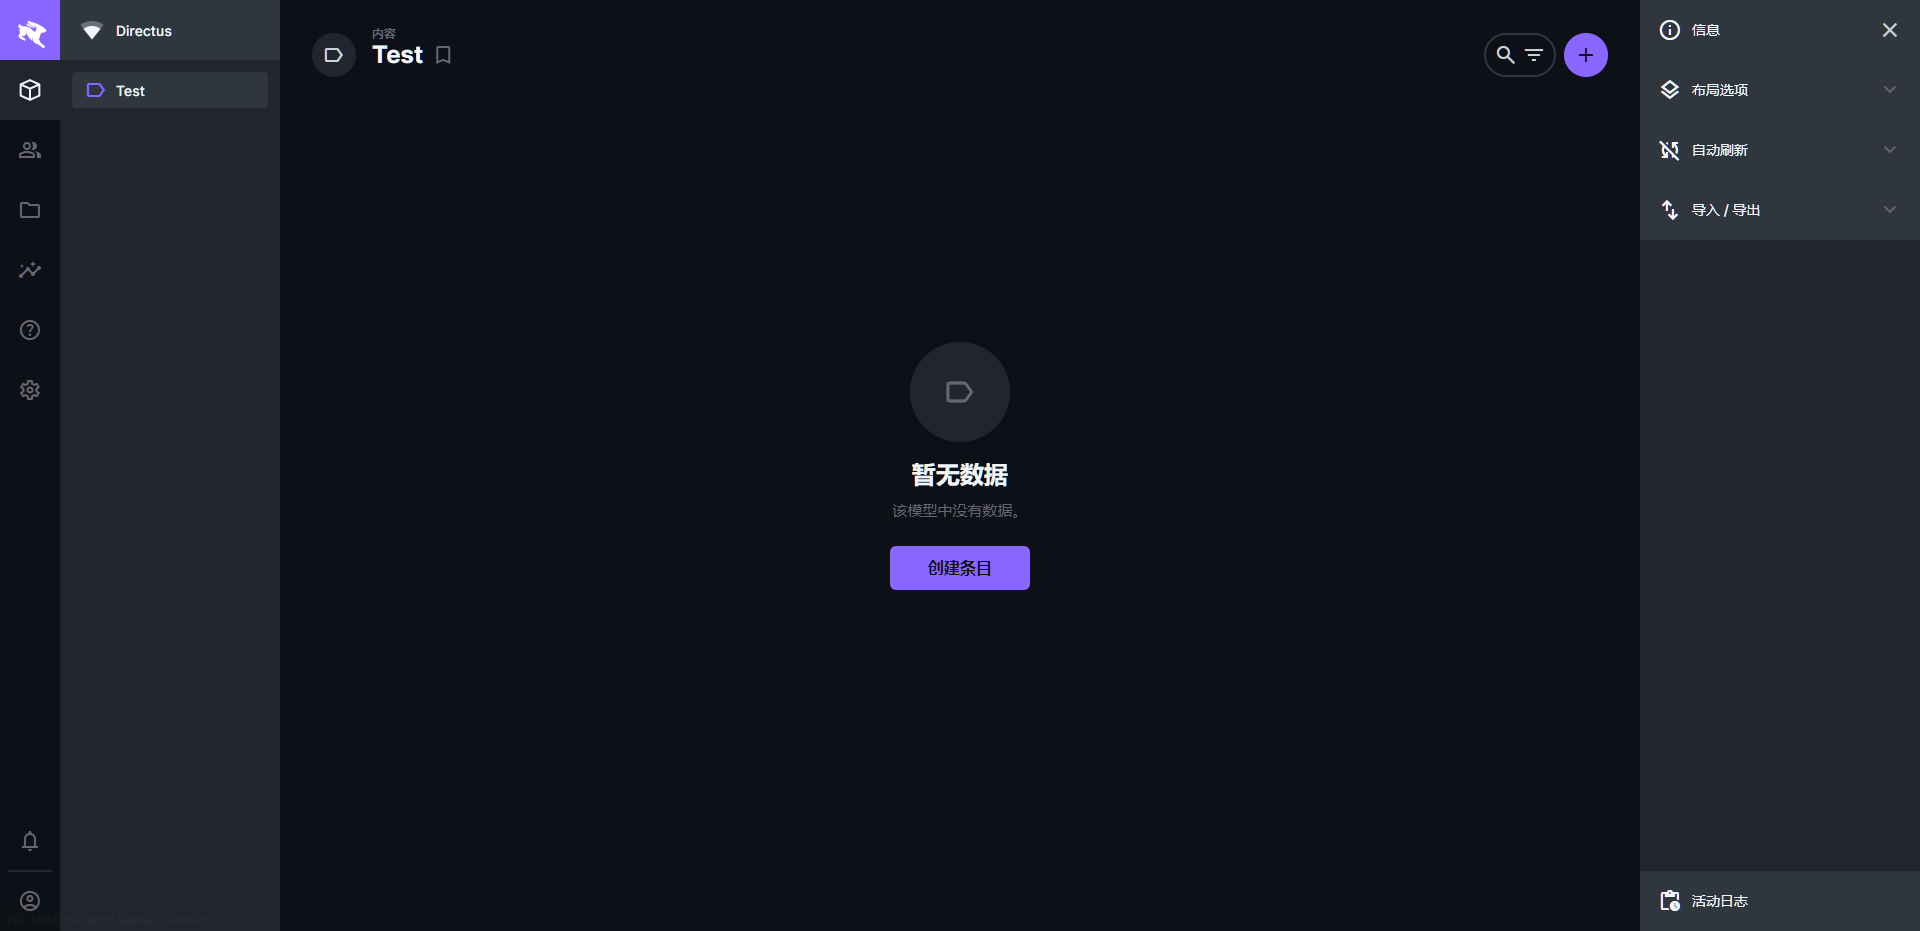 Directus
Test
内容
Test
暂无数据
该模型中没有数据。
创建条目
信息
布局选项
自动刷新
导入 / 导出
活动日志